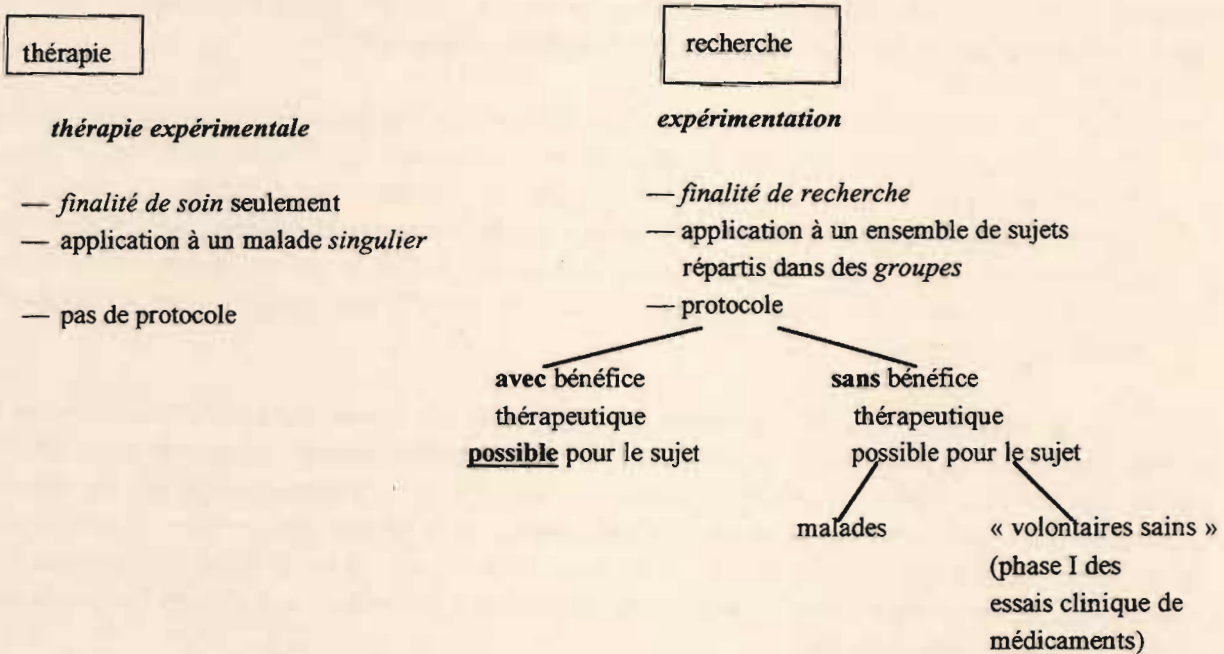 thérapie
thérapie expérimentale
— finalité de soin seulement
— application à un malade singulier
— pas de protocole
recherche
expérimentation
— finalité de recherche
— application à un ensemble de sujets
répartis dans des groupes
— protocole
avec bénéfice
thérapeutique
possible pour le sujet
sans bénéfice
thérapeutique
possible pour le sujet
malades
« volontaires sains »
(phase I des
essais clinique de
médicaments)